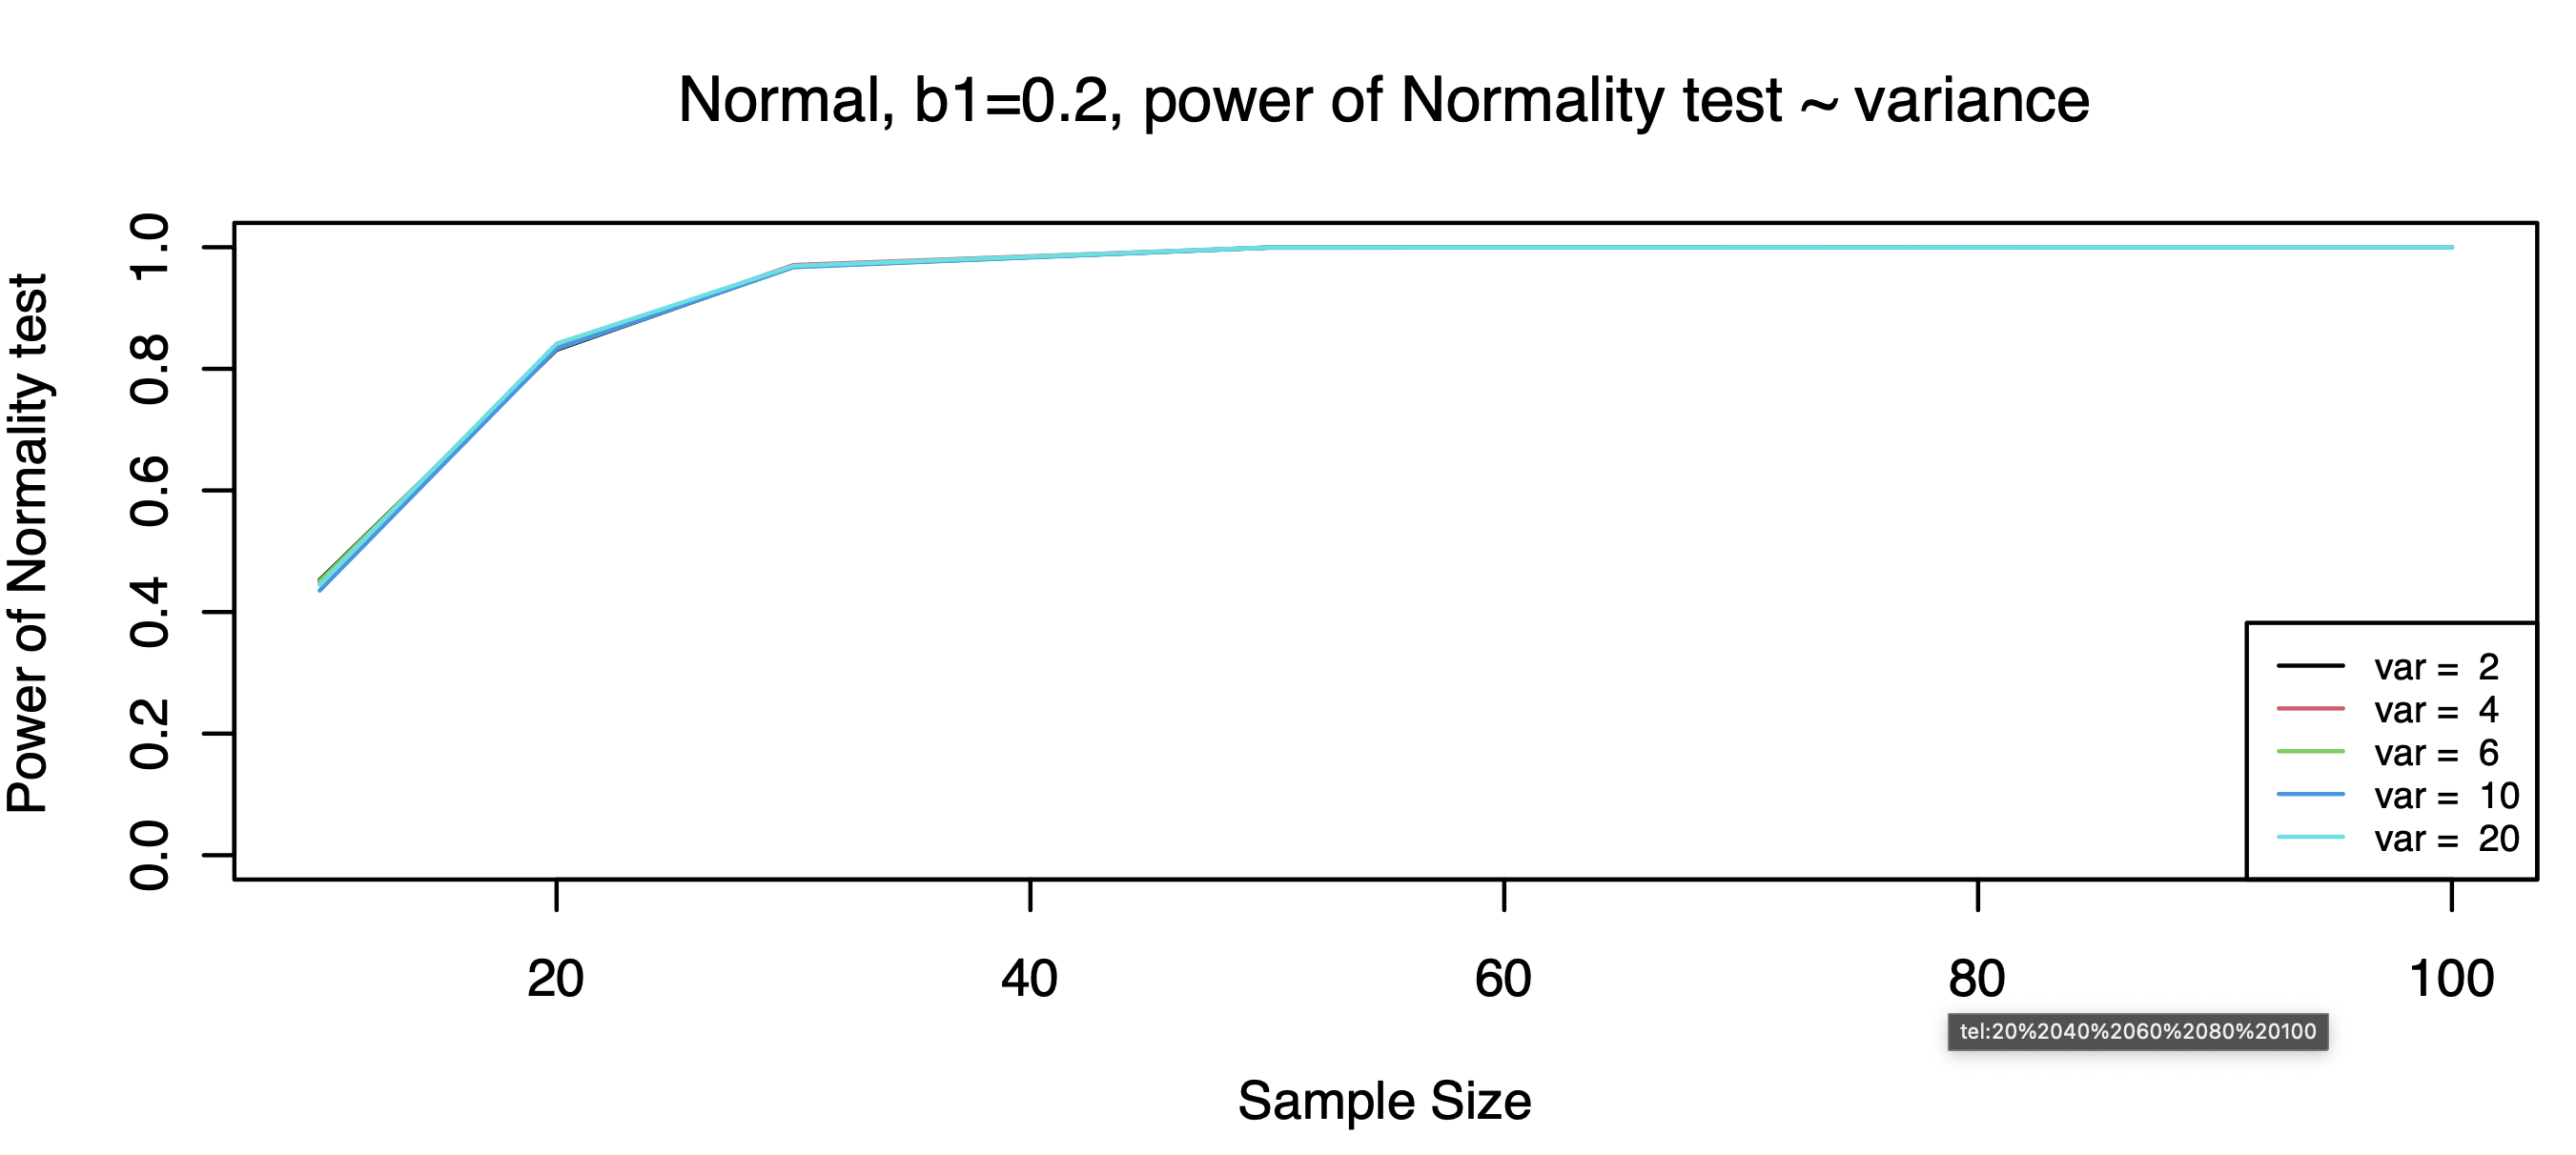 Normal, b1=0.2, power of Normality test ~ variance
Power of Normality test
1.0
0.8
0.6
0.4
0.2
0.0
var = 2
var = 4
var = 6
var = 10
var = 20
20 40 60 80 100
tel:20%2040%2060%2080%20100
Sample Size